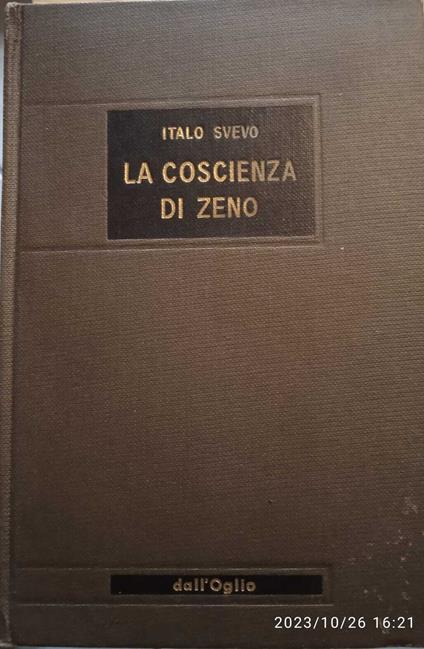 ITALO SVEVO
LA COSCIENZA
DI ZENO
dall'Oglio
2023/10/26 16:21